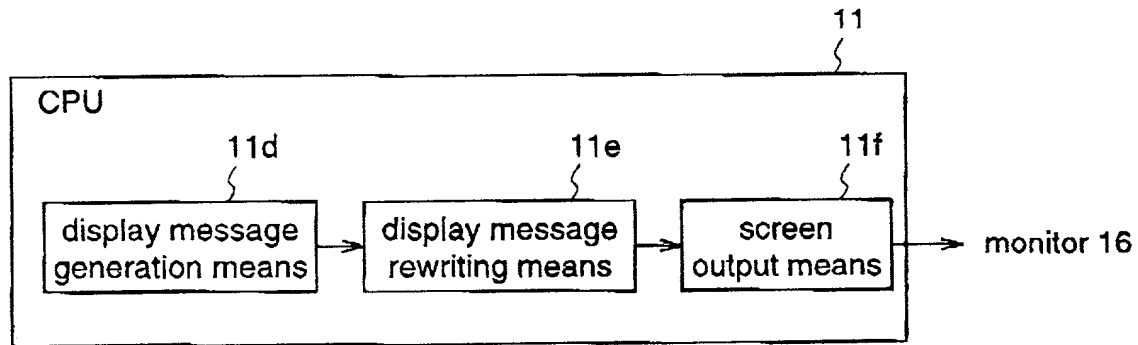 11
CPU
11d
11e
11f
display message
generation means
display message
rewriting means
screen
output means
monitor 16